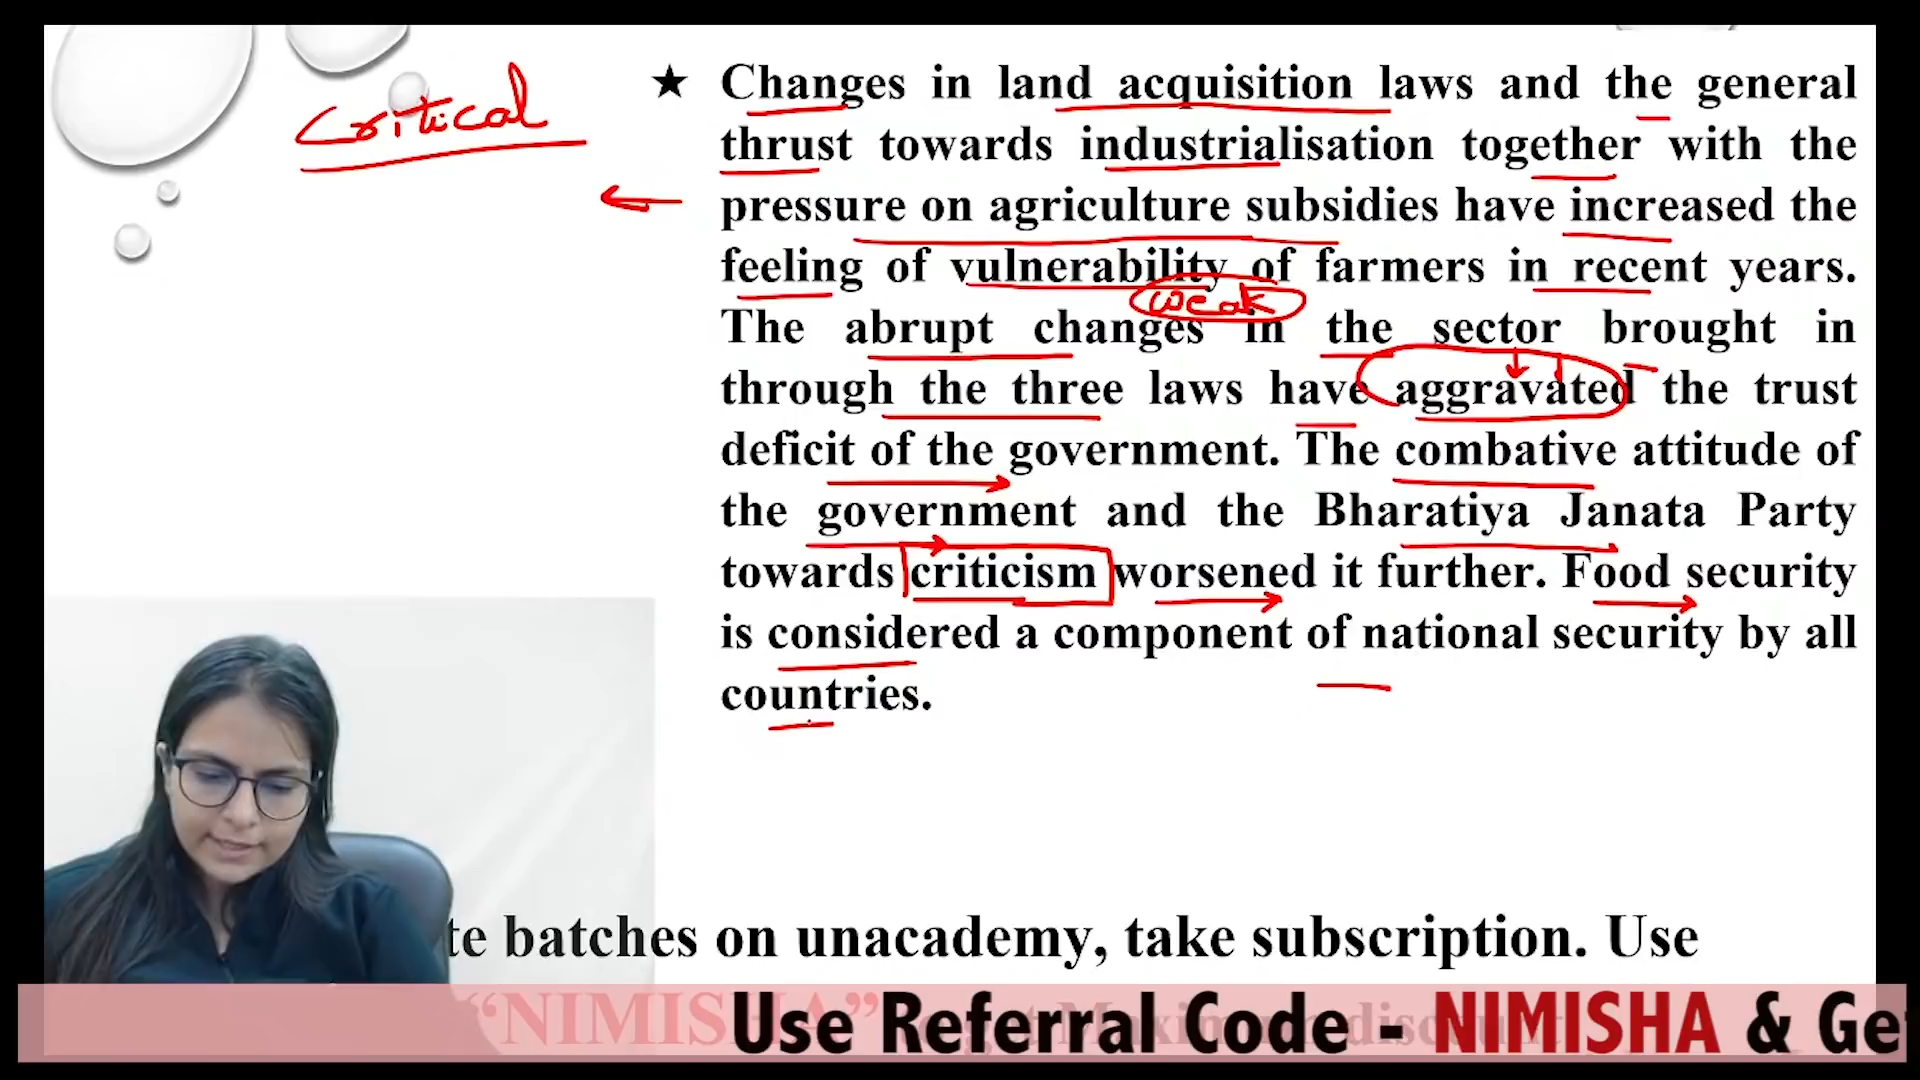 critical
★ Changes in land acquisition laws and the general
thrust towards industrialisation together with the
pressure on agriculture subsidies have increased the
feeling of vulnerability of farmers in recent years.
weak
The abrupt changes in the sector brought in
through the three laws have aggravated the trust
deficit of the government. The combative attitude of
the government and the Bharatiya Janata Party
towards criticism worsened it further. Food security
is considered a component of national security by all
countries.
te batches on unacademy, take subscription. Use
“NIMISHA”
Use Referral Code - NIMISHA & Ge